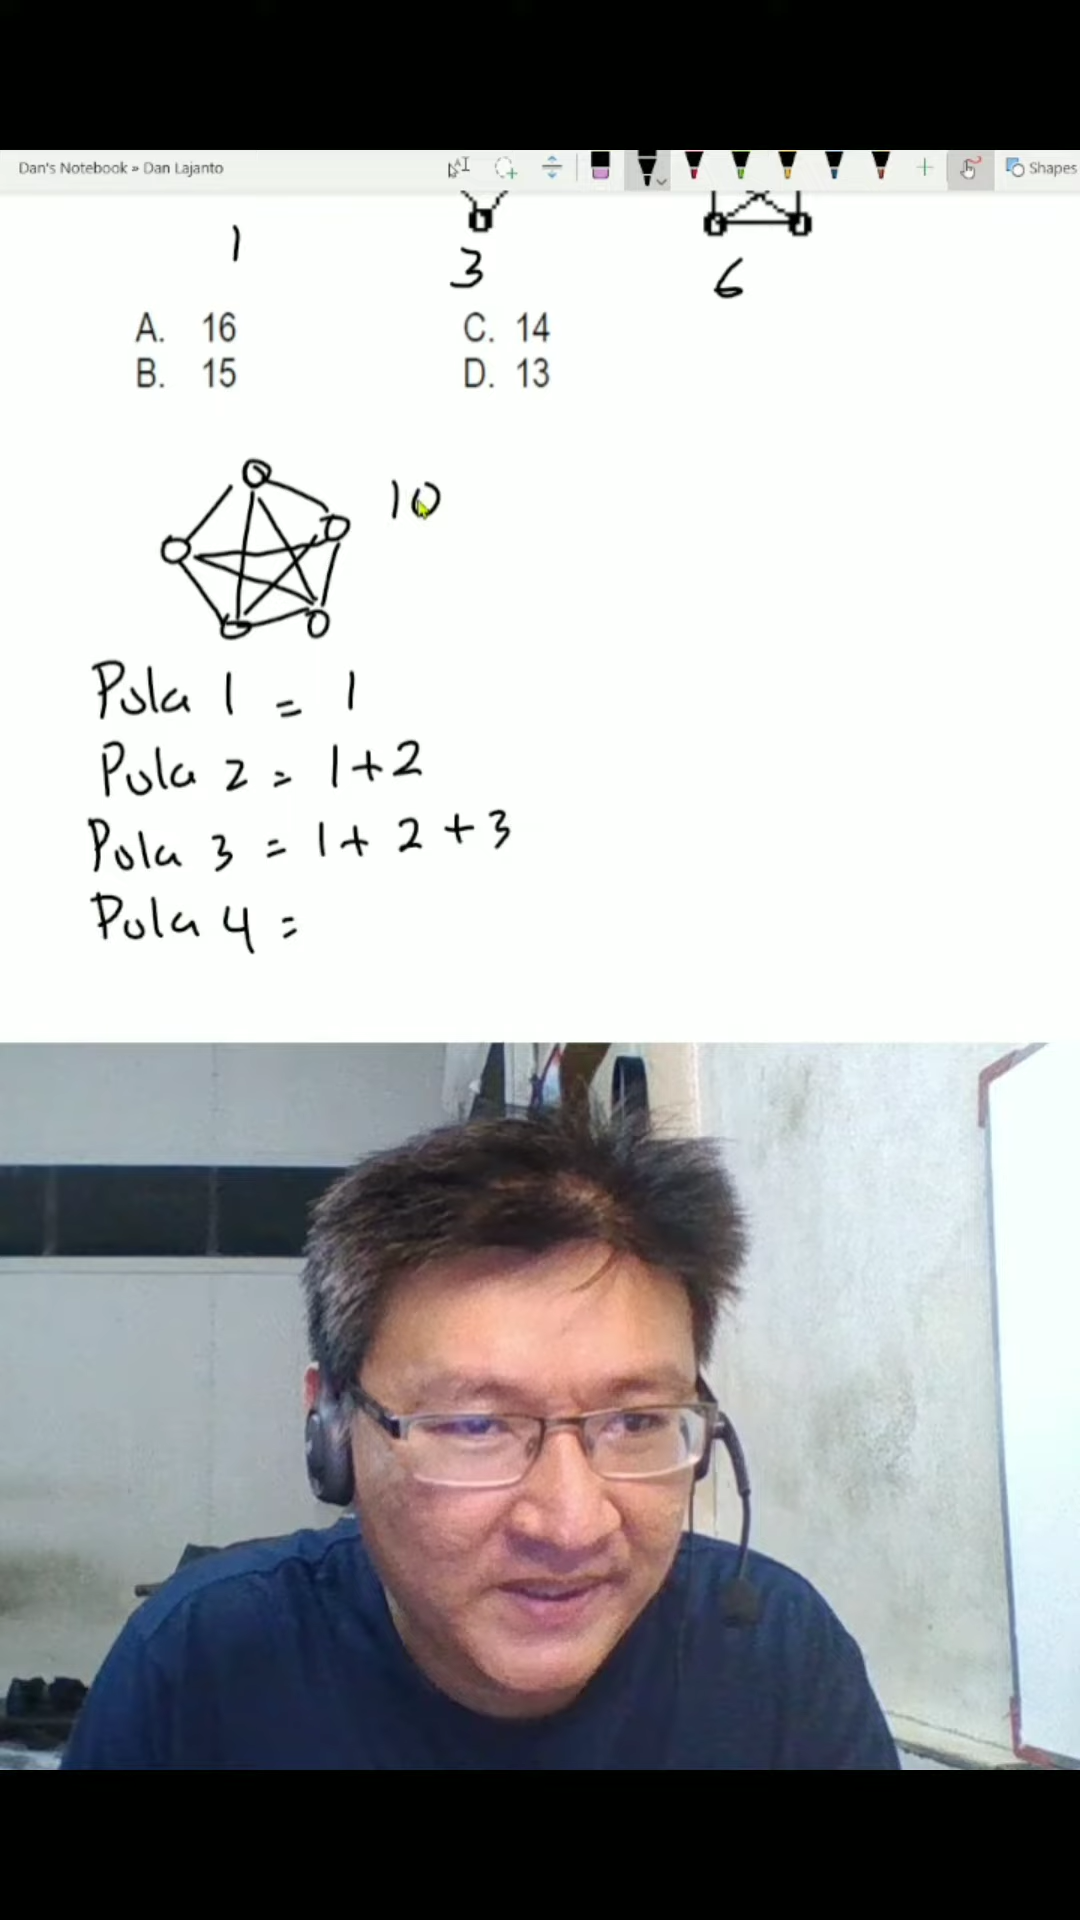 Dan's Notebook » Dan Lajanto
Shapes
1 3 6
A. 16 C. 14
B. 15 D. 13
10
Pola 1 = 1
Pola 2 = 1+2
Pola 3 = 1+ 2 +3
Pola 4 =